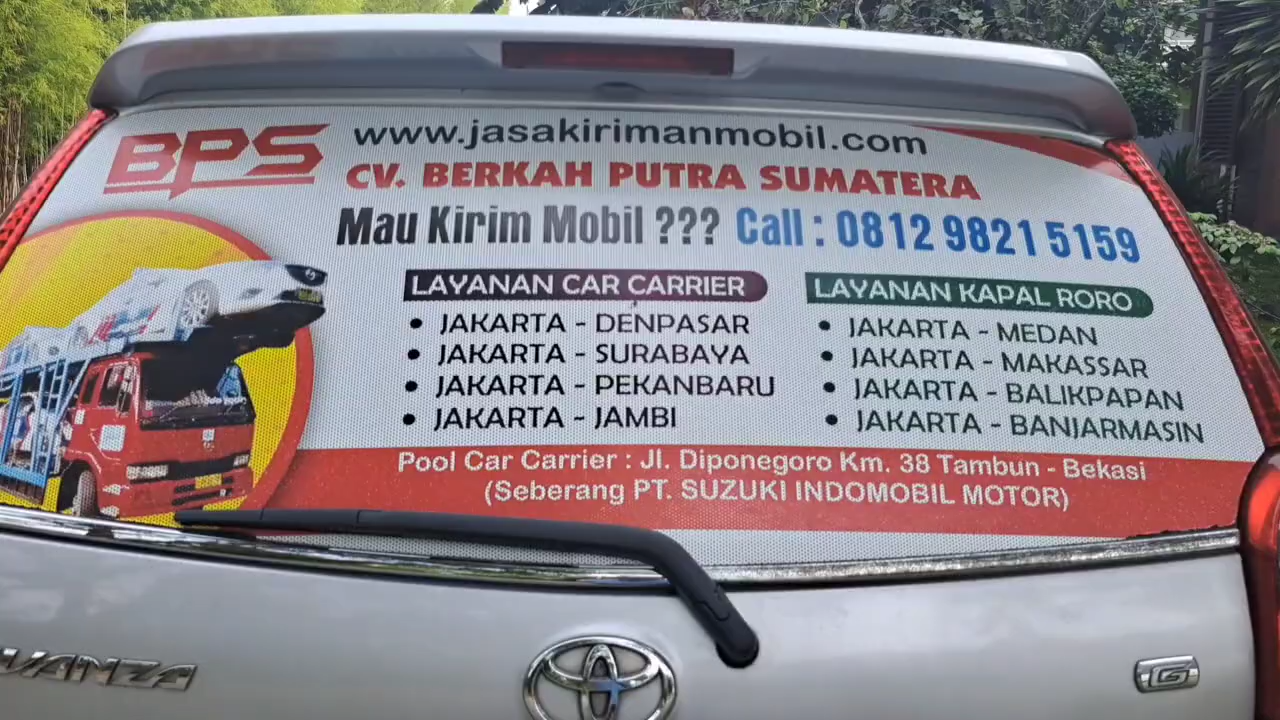 BPS
www.jasakirimanmobil.com
CV. BERKAH PUTRA SUMATERA
Mau Kirim Mobil ??? Call : 0812 9821 5159
LAYANAN CAR CARRIER
• JAKARTA - DENPASAR
• JAKARTA - SURABAYA
• JAKARTA - PEKANBARU
• JAKARTA - JAMBI
LAYANAN KAPAL RORO
• JAKARTA - MEDAN
• JAKARTA - MAKASSAR
• JAKARTA - BALIKPAPAN
• JAKARTA - BANJARMASIN
Pool Car Carrier : Jl. Diponegoro Km. 38 Tambun - Bekasi
(Seberang PT. SUZUKI INDOMOBIL MOTOR)
VANZA
G